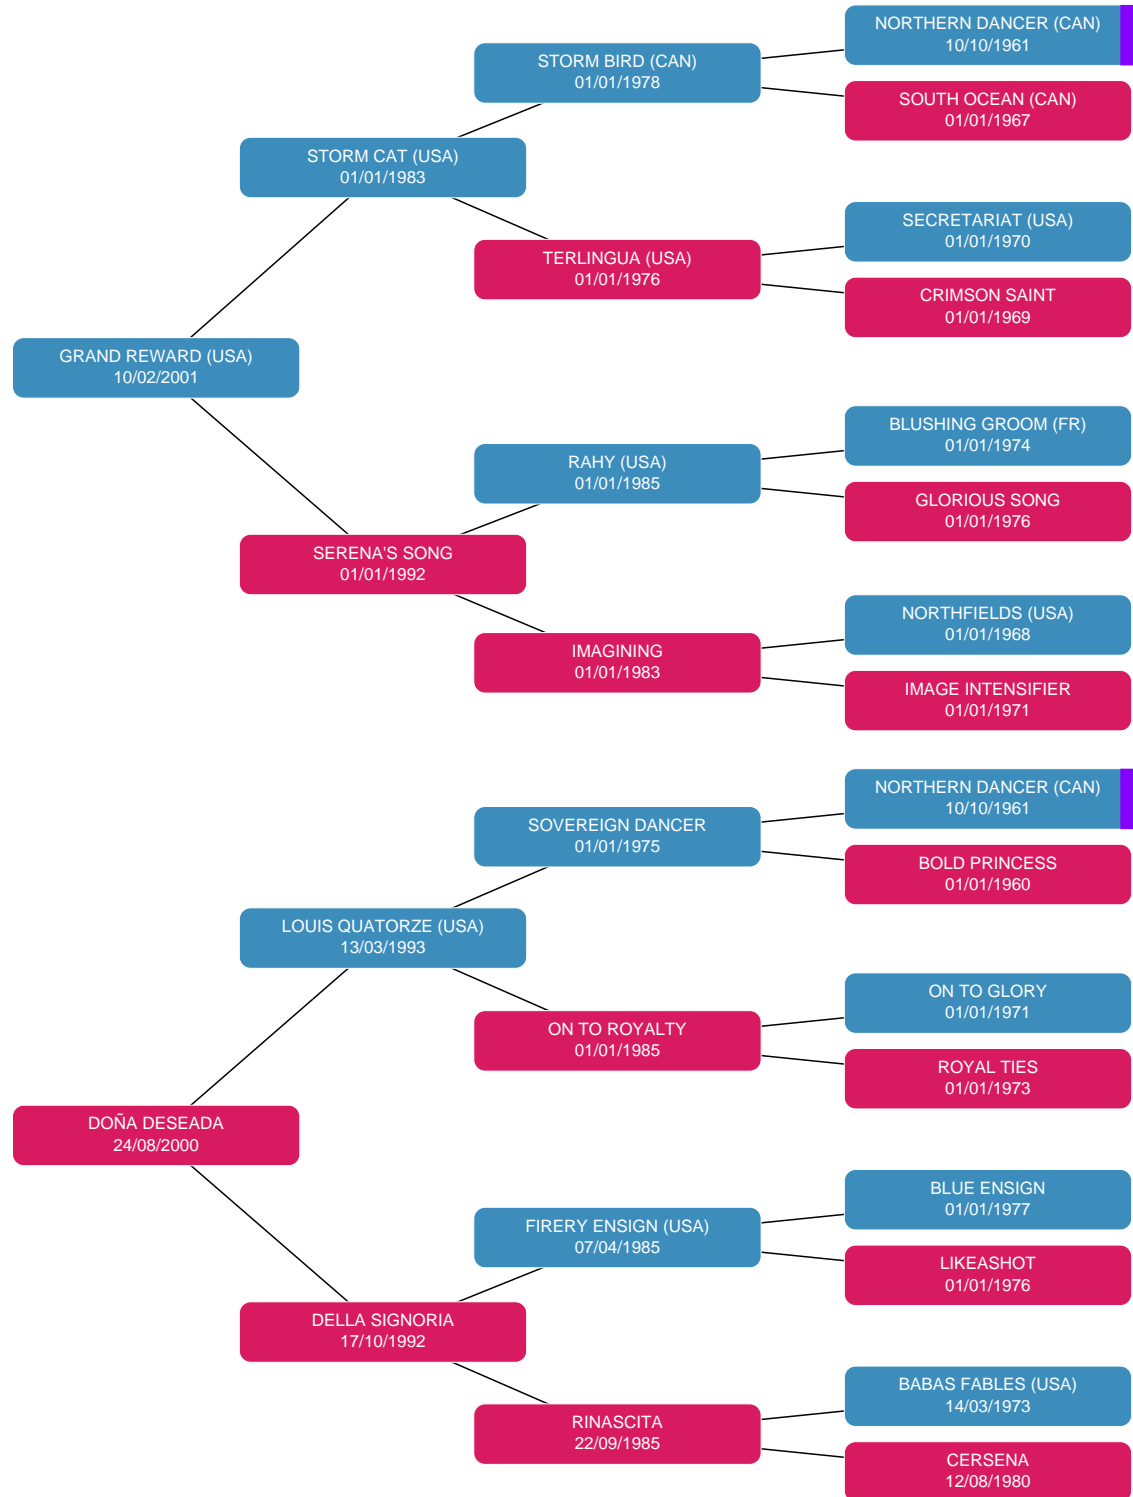 NORTHERN DANCER (CAN)
10/10/1961
STORM BIRD (CAN)
01/01/1978
SOUTH OCEAN (CAN)
01/01/1967
STORM CAT (USA)
01/01/1983
SECRETARIAT (USA)
01/01/1970
TERLINGUA (USA)
01/01/1976
CRIMSON SAINT
01/01/1969
GRAND REWARD (USA)
10/02/2001
BLUSHING GROOM (FR)
01/01/1974
RAHY (USA)
01/01/1985
GLORIOUS SONG
01/01/1976
SERENA'S SONG
01/01/1992
NORTHFIELDS (USA)
01/01/1968
IMAGINING
01/01/1983
IMAGE INTENSIFIER
01/01/1971
NORTHERN DANCER (CAN)
10/10/1961
SOVEREIGN DANCER
01/01/1975
BOLD PRINCESS
01/01/1960
LOUIS QUATORZE (USA)
13/03/1993
ON TO GLORY
01/01/1971
ON TO ROYALTY
01/01/1985
ROYAL TIES
01/01/1973
DOÑA DESEADA
24/08/2000
BLUE ENSIGN
01/01/1977
FIRERY ENSIGN (USA)
07/04/1985
LIKEASHOT
01/01/1976
DELLA SIGNORIA
17/10/1992
BABAS FABLES (USA)
14/03/1973
RINASCITA
22/09/1985
CERSENA
12/08/1980